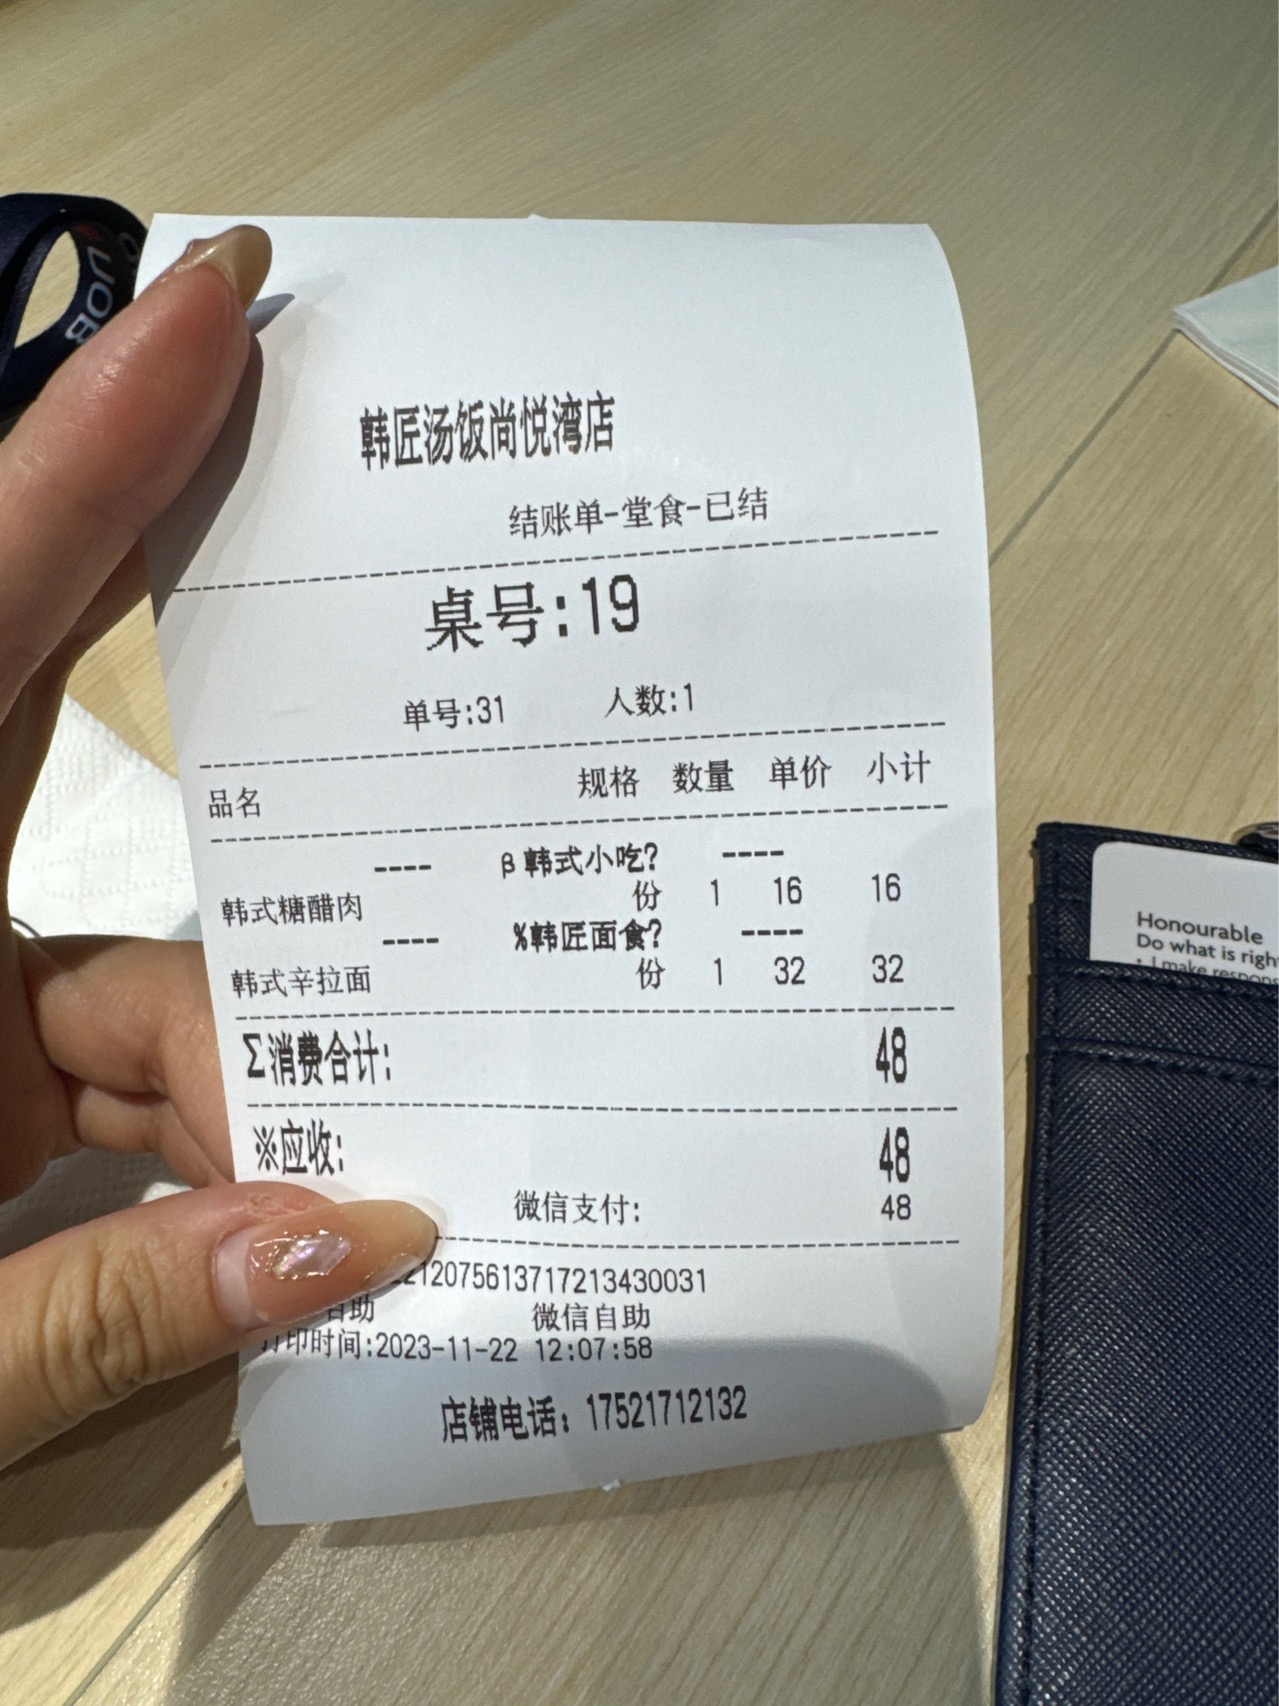 JOB
韩匠汤饭尚悦湾店
结账单-堂食-已结
桌号:19
单号:31 人数:1
品名 规格 数量 单价 小计
---- β韩式小吃? ----
韩式糖醋肉 份 1 16 16
---- %韩匠面食? ----
韩式辛拉面 份 1 32 32
Σ消费合计: 48
※应收: 48
微信支付: 48
212075613717213430031
自助 微信自助
印时间:2023-11-22 12:07:58
店铺电话: 17521712132
Honourable
Do what is righ
• I make respons